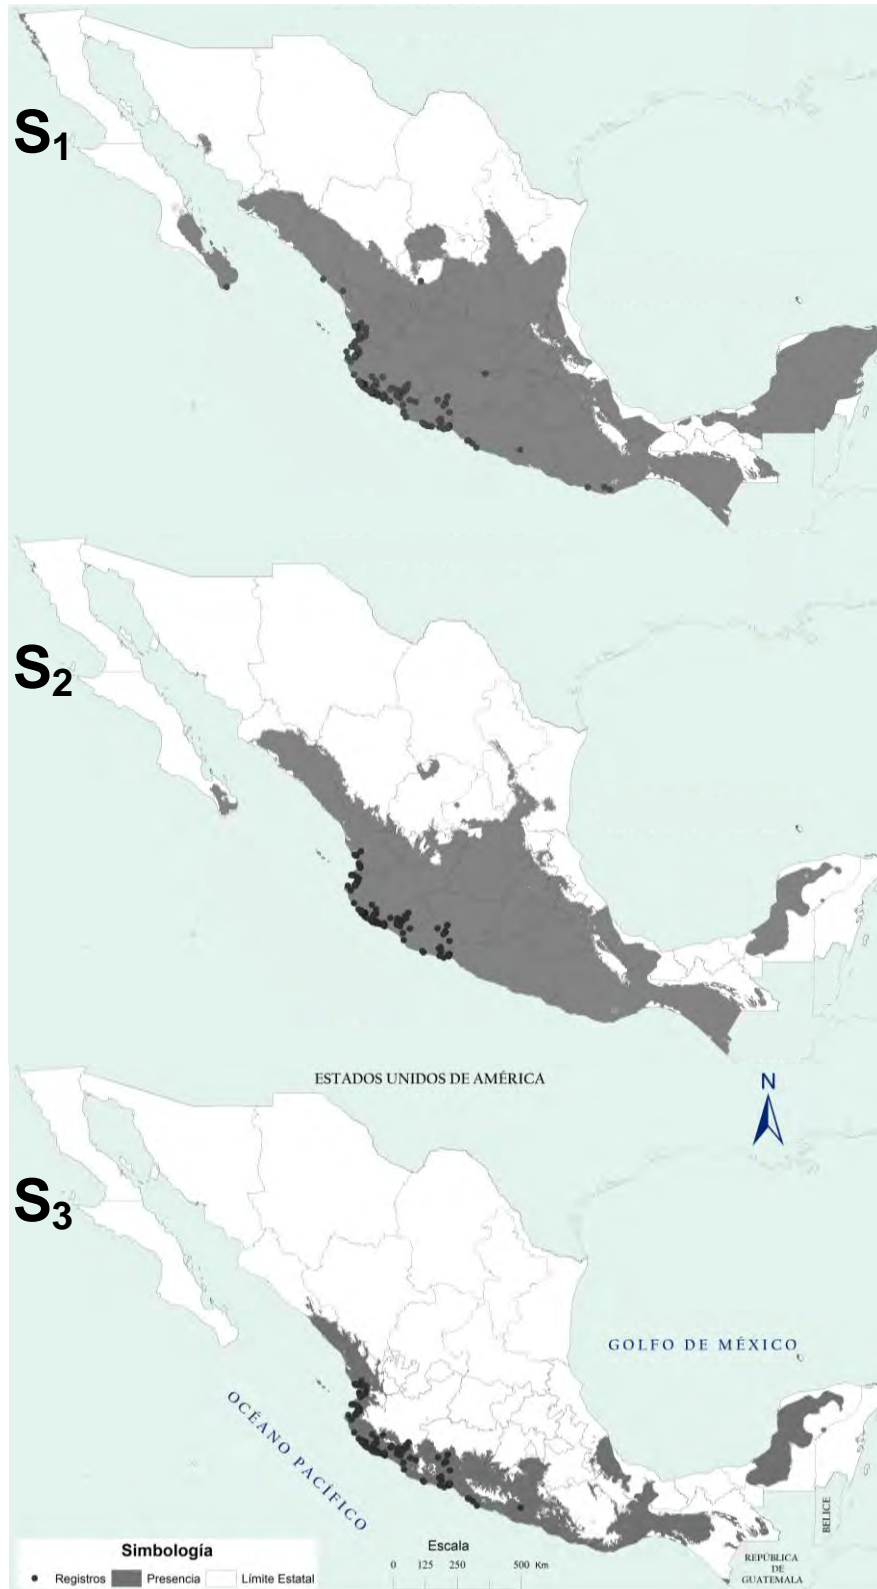 S1
S2
ESTADOS UNIDOS DE AMÉRICA
N
S3
GOLFO DE MÉXICO
OCÉANO PACÍFICO
BELICE
REPÚBLICA
DE
GUATEMALA
Simbología
Registros Presencia Límite Estatal
Escala
0 125 250 500 Km